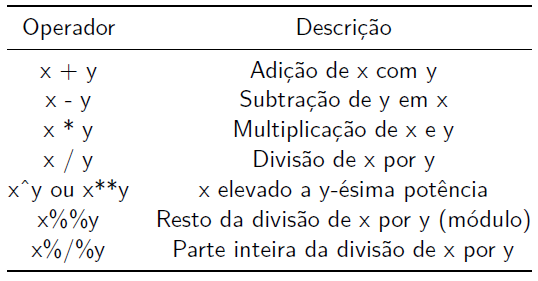 Operador Descrição
x + y Adição de x com y
x - y Subtração de y em x
x * y Multiplicação de x e y
x / y Divisão de x por y
x^y ou x**y x elevado a y-ésima potência
x%%y Resto da divisão de x por y (módulo)
x%/%y Parte inteira da divisão de x por y